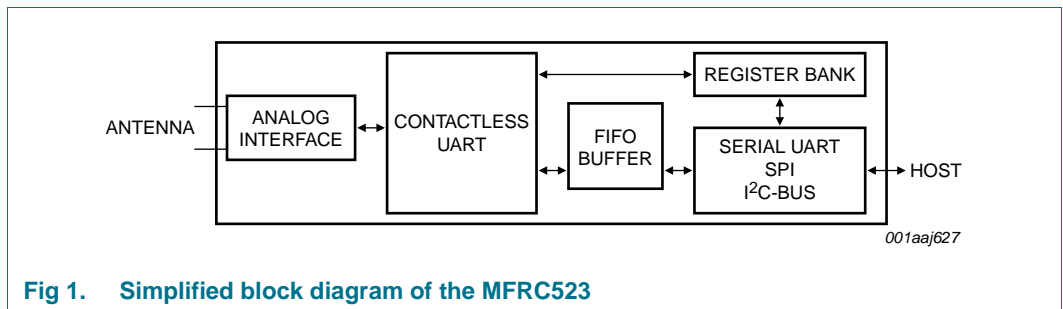 ANTENNA
ANALOG
INTERFACE
CONTACTLESS
UART
FIFO
BUFFER
REGISTER BANK
SERIAL UART
SPI
I²C-BUS
HOST
001aaj627
Fig 1. Simplified block diagram of the MFRC523